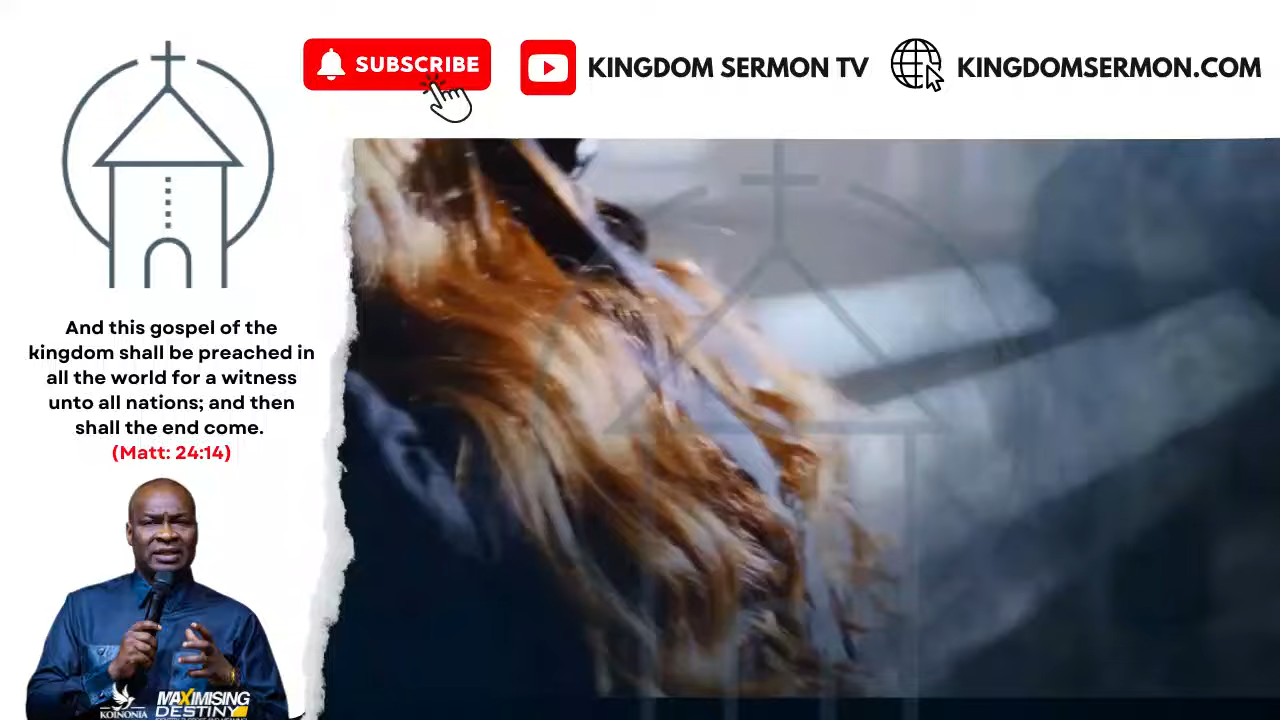 SUBSCRIBE
KINGDOM SERMON TV
KINGDOMSERMON.COM
And this gospel of the
kingdom shall be preached in
all the world for a witness
unto all nations; and then
shall the end come.
(Matt: 24:14)
KOINONIA
MAXIMISING
DESTINY